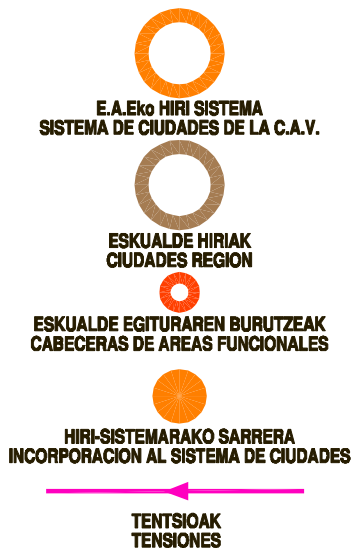 E.A.Eko HIRI SISTEMA
SISTEMA DE CIUDADES DE LA C.A.V.
ESKUALDE HIRIAK
CIUDADES REGION
ESKUALDE EGITURAREN BURUTZEAK
CABECERAS DE AREAS FUNCIONALES
HIRI-SISTEMARAKO SARRERA
INCORPORACION AL SISTEMA DE CIUDADES
TENTSIOAK
TENSIONES